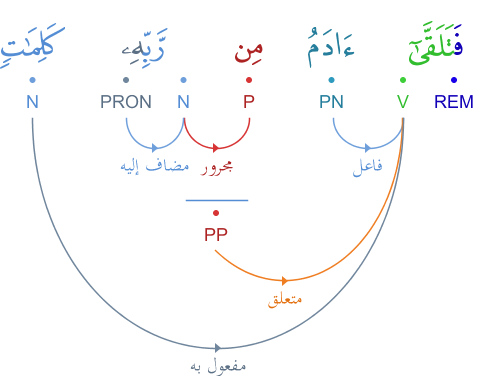 فَتَلَقَّىٰٓ ءَادَمُ مِن رَّبِّهِۦ كَلِمَٰتٍ
REM V PN P N PRON N
فاعل مجرور مضاف إليه
PP
متعلق
مفعول به